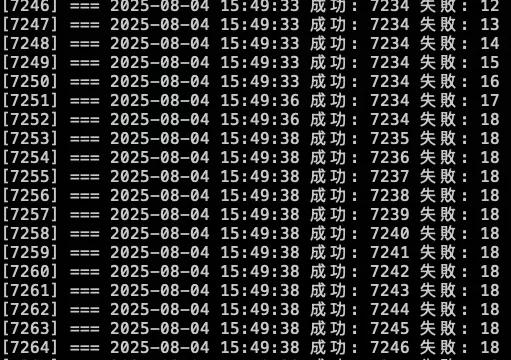 [7246] === 2025-08-04 15:49:33 成功: 7234 失敗: 12
[7247] === 2025-08-04 15:49:33 成功: 7234 失敗: 13
[7248] === 2025-08-04 15:49:33 成功: 7234 失敗: 14
[7249] === 2025-08-04 15:49:33 成功: 7234 失敗: 15
[7250] === 2025-08-04 15:49:33 成功: 7234 失敗: 16
[7251] === 2025-08-04 15:49:36 成功: 7234 失敗: 17
[7252] === 2025-08-04 15:49:36 成功: 7234 失敗: 18
[7253] === 2025-08-04 15:49:38 成功: 7235 失敗: 18
[7254] === 2025-08-04 15:49:38 成功: 7236 失敗: 18
[7255] === 2025-08-04 15:49:38 成功: 7237 失敗: 18
[7256] === 2025-08-04 15:49:38 成功: 7238 失敗: 18
[7257] === 2025-08-04 15:49:38 成功: 7239 失敗: 18
[7258] === 2025-08-04 15:49:38 成功: 7240 失敗: 18
[7259] === 2025-08-04 15:49:38 成功: 7241 失敗: 18
[7260] === 2025-08-04 15:49:38 成功: 7242 失敗: 18
[7261] === 2025-08-04 15:49:38 成功: 7243 失敗: 18
[7262] === 2025-08-04 15:49:38 成功: 7244 失敗: 18
[7263] === 2025-08-04 15:49:38 成功: 7245 失敗: 18
[7264] === 2025-08-04 15:49:38 成功: 7246 失敗: 18